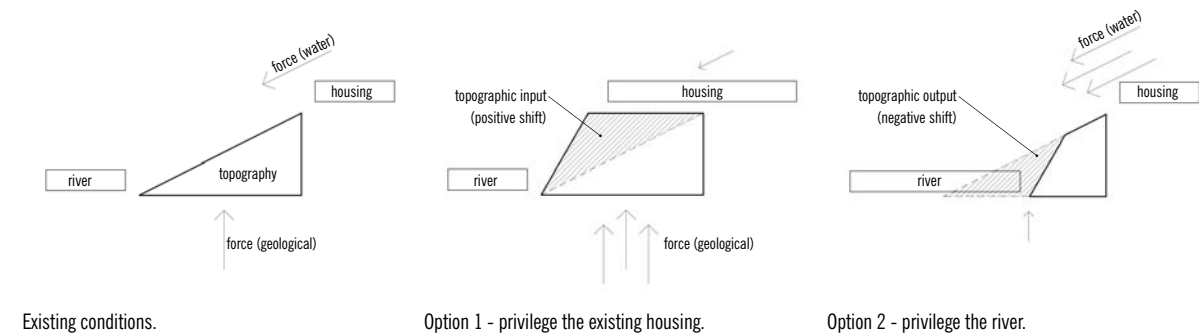 force (water)
housing
topography
river
force (geological)
Existing conditions.
topographic input
(positive shift)
housing
river
force (geological)
Option 1 - privilege the existing housing.
force (water)
topographic output
(negative shift)
housing
river
Option 2 - privilege the river.